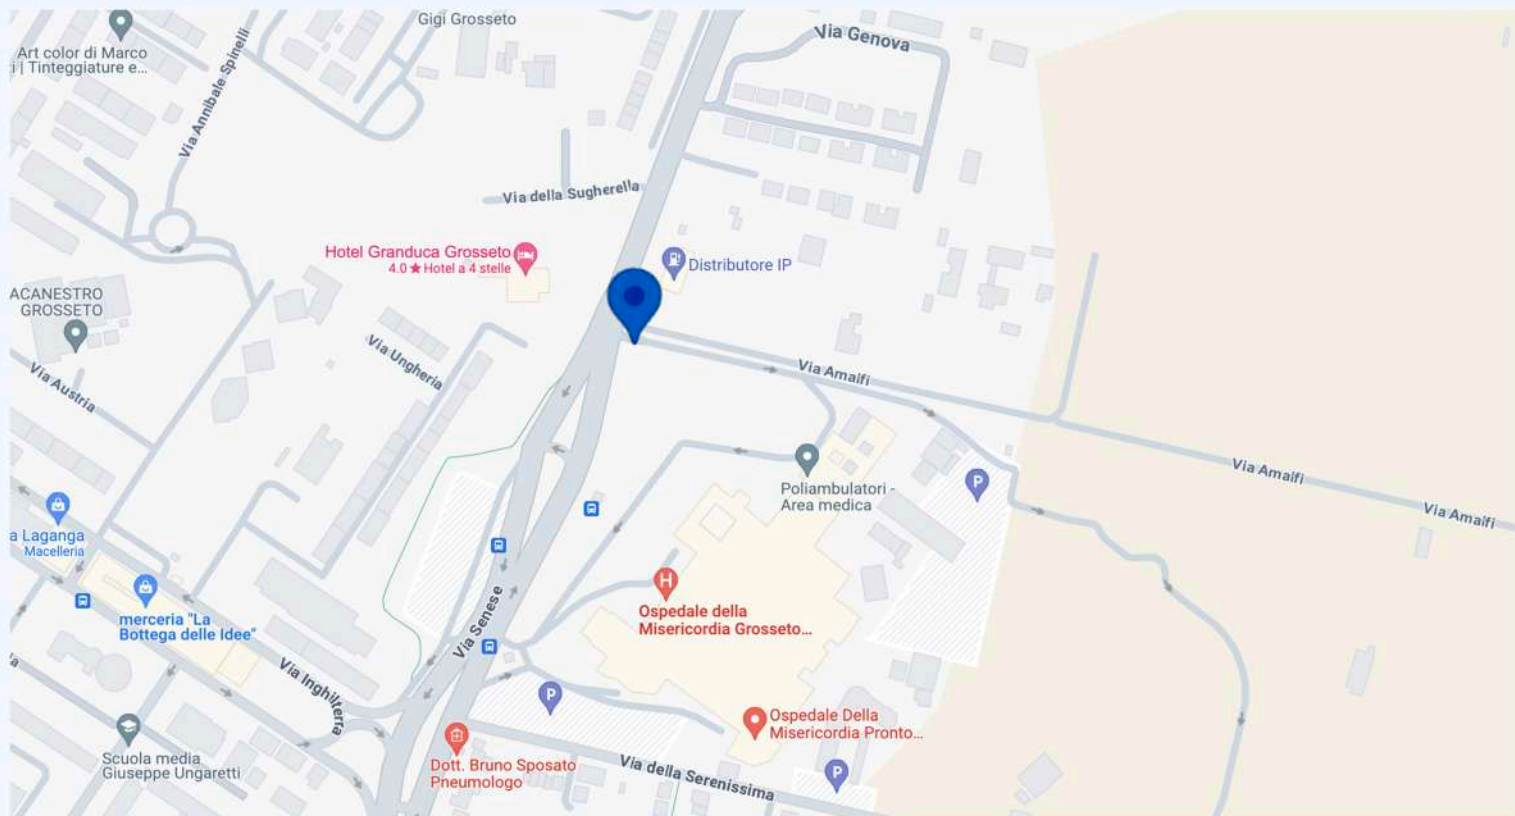 Gigi Grosseto
Via Genova
Art color di Marco
i | Tinteggiature e...
Via Annibale Spinelli
Via della Sugherella
Hotel Granduca Grosseto
4.0 ★ Hotel a 4 stelle
Distributore IP
ACANESTRO
GROSSETO
Via Ungheria
Via Austria
Via Amalfi
Via Amalfi
Via Amalfi
Poliambulatori -
Area medica
P
a Laganga
Macelleria
H
Ospedale della
Misericordia Grosseto...
merceria "La
Bottega delle Idee"
Via Senese
Via Inghilterra
P
Ospedale Della
Misericordia Pronto...
Scuola media
Giuseppe Ungaretti
Dott. Bruno Sposato
Pneumologo
Via della Serenissima
P